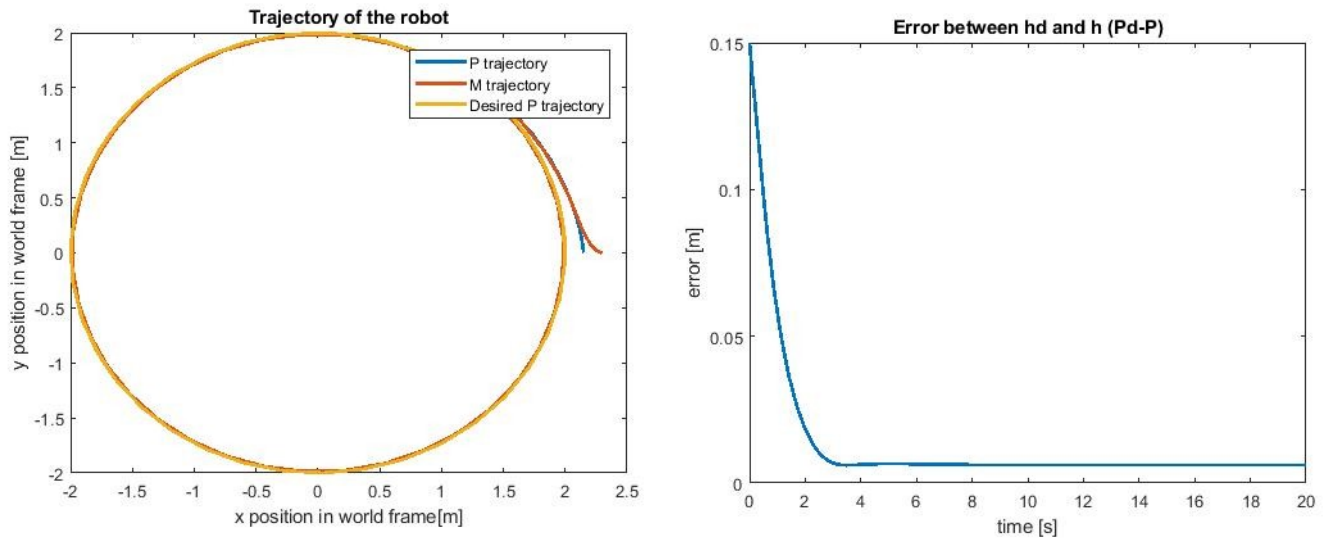 Trajectory of the robot
2
1.5
1
0.5
0
-0.5
-1
-1.5
-2
y position in world frame [m]
P trajectory
M trajectory
Desired P trajectory
-2 -1.5 -1 -0.5 0 0.5 1 1.5 2 2.5
x position in world frame[m]
Error between hd and h (Pd-P)
0.15
0.1
0.05
0
error [m]
0 2 4 6 8 10 12 14 16 18 20
time [s]